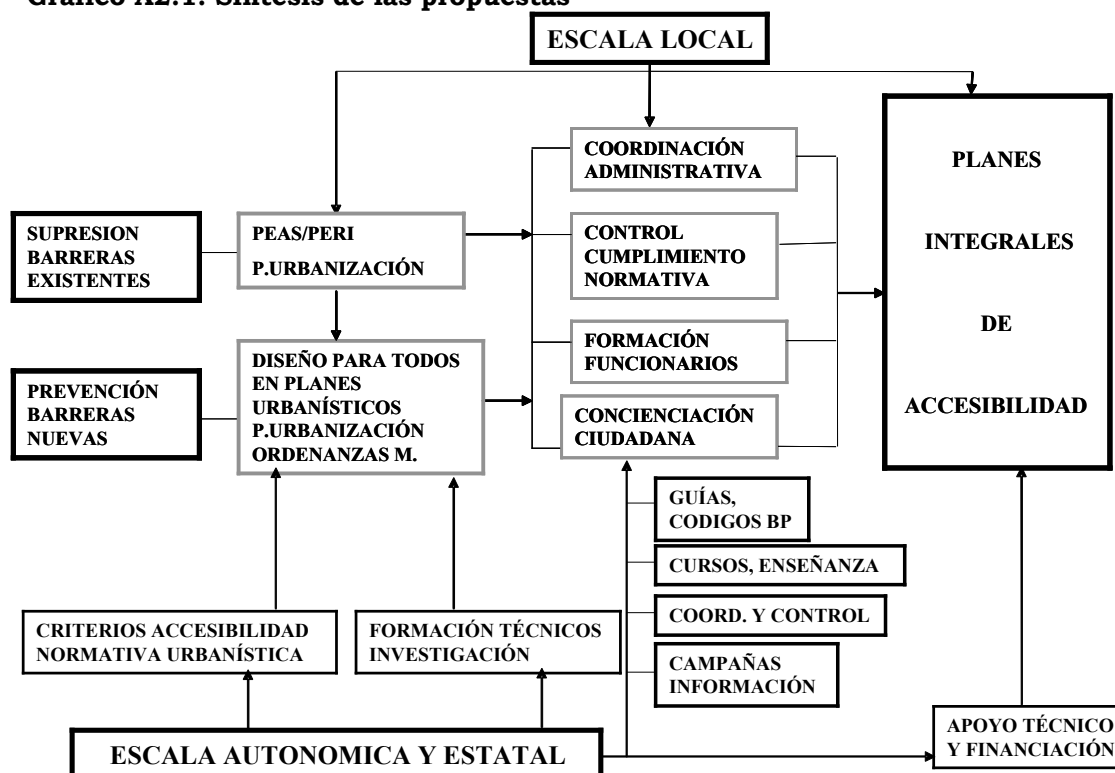 Gráfico A2.1. Síntesis de las propuestas
ESCALA LOCAL
COORDINACIÓN
ADMINISTRATIVA
PLANES
INTEGRALES
DE
ACCESIBILIDAD
SUPRESION
BARRERAS
EXISTENTES
PEAS/PERI
P.URBANIZACIÓN
CONTROL
CUMPLIMIENTO
NORMATIVA
FORMACIÓN
FUNCIONARIOS
PREVENCIÓN
BARRERAS
NUEVAS
DISEÑO PARA TODOS
EN PLANES
URBANÍSTICOS
P.URBANIZACIÓN
ORDENANZAS M.
CONCIENCIACIÓN
CIUDADANA
GUÍAS,
CODIGOS BP
CURSOS, ENSEÑANZA
COORD. Y CONTROL
CAMPAÑAS
INFORMACIÓN
CRITERIOS ACCESIBILIDAD
NORMATIVA URBANÍSTICA
FORMACIÓN TÉCNICOS
INVESTIGACIÓN
ESCALA AUTONOMICA Y ESTATAL
APOYO TÉCNICO
Y FINANCIACIÓN